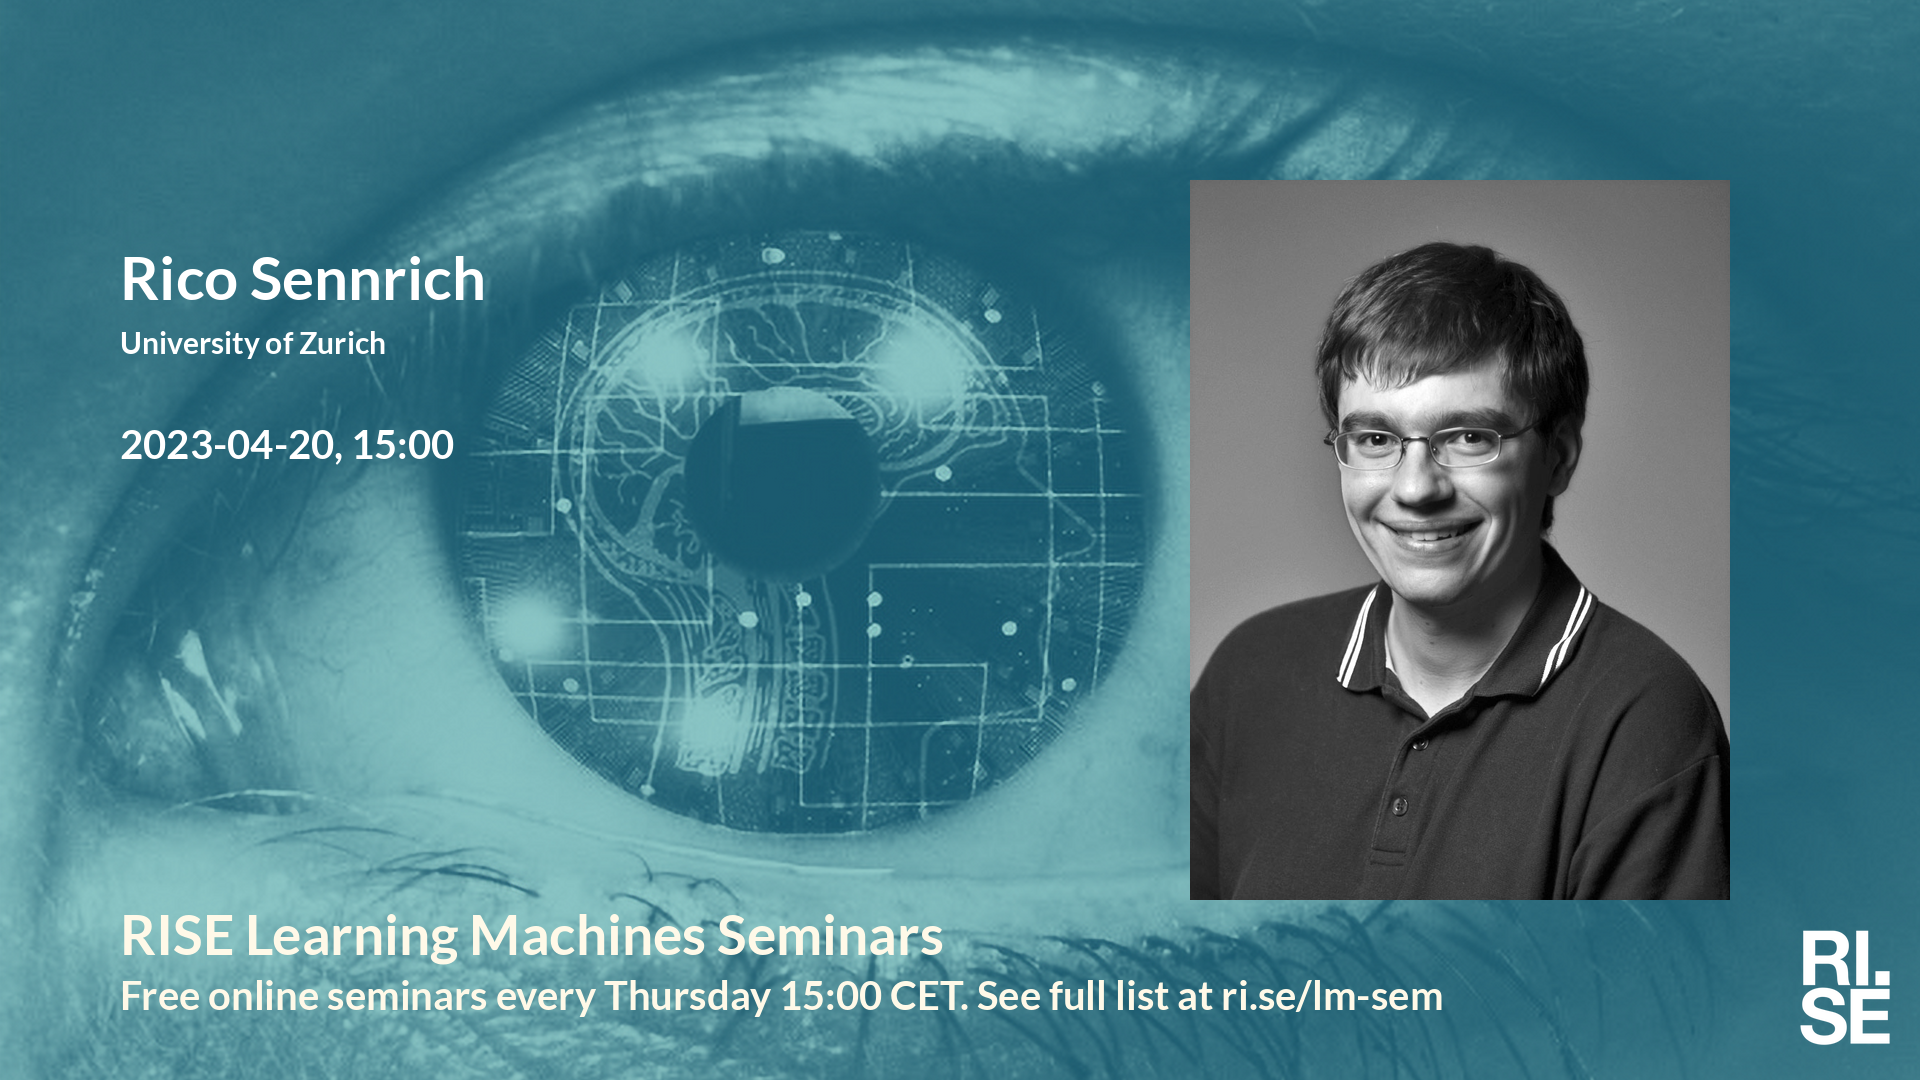 Rico Sennrich
University of Zurich
2023-04-20, 15:00
RISE Learning Machines Seminars
Free online seminars every Thursday 15:00 CET. See full list at ri.se/lm-sem
RI.
SE